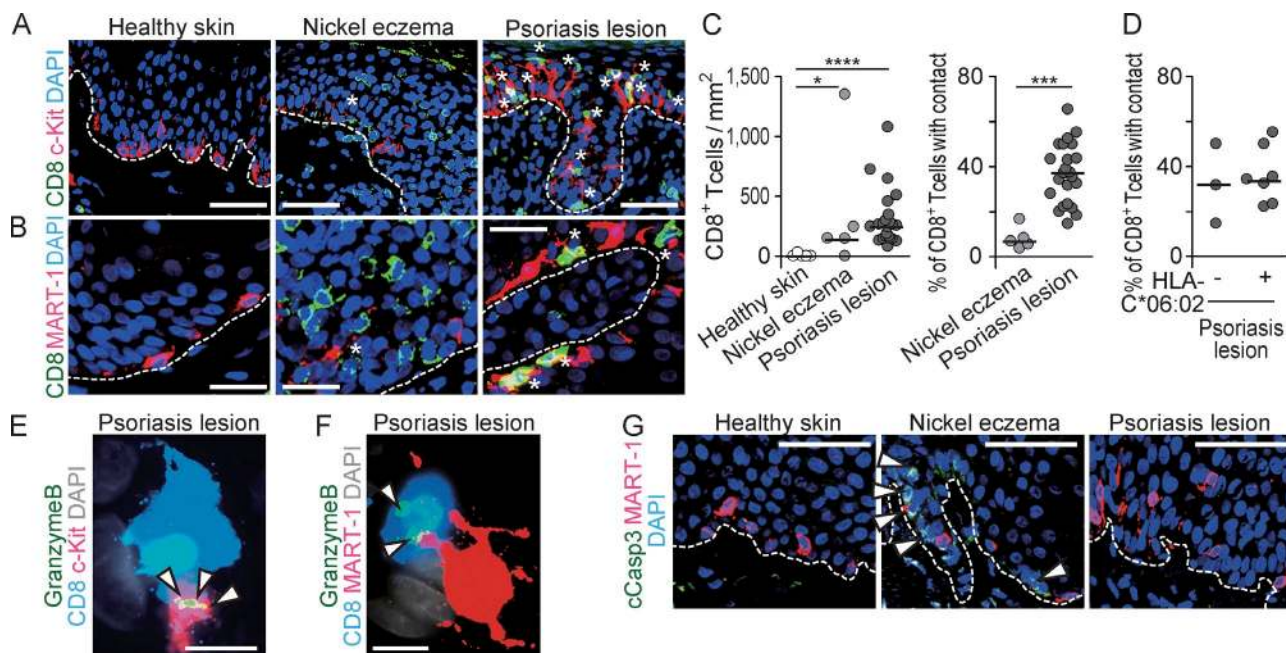 A
Healthy skin
Nickel eczema
Psoriasis lesion
CD8 c-Kit DAPI
*
* * * * * * * * * *
B
CD8 MART-1 DAPI
*
* * * *
C
CD8+ Tcells / mm2
1,500
1,000
500
250
0
****
*
Healthy skin
Nickel eczema
Psoriasis lesion
% of CD8+ Tcells with contact
80
40
0
***
Nickel eczema
Psoriasis lesion
D
% of CD8+ Tcells with contact
80
40
0
HLA- - +
C*06:02
Psoriasis
lesion
E
Psoriasis lesion
GranzymeB
CD8 c-Kit DAPI
F
Psoriasis lesion
GranzymeB
CD8 MART-1 DAPI
G
Healthy skin
Nickel eczema
Psoriasis lesion
cCasp3 MART-1
DAPI